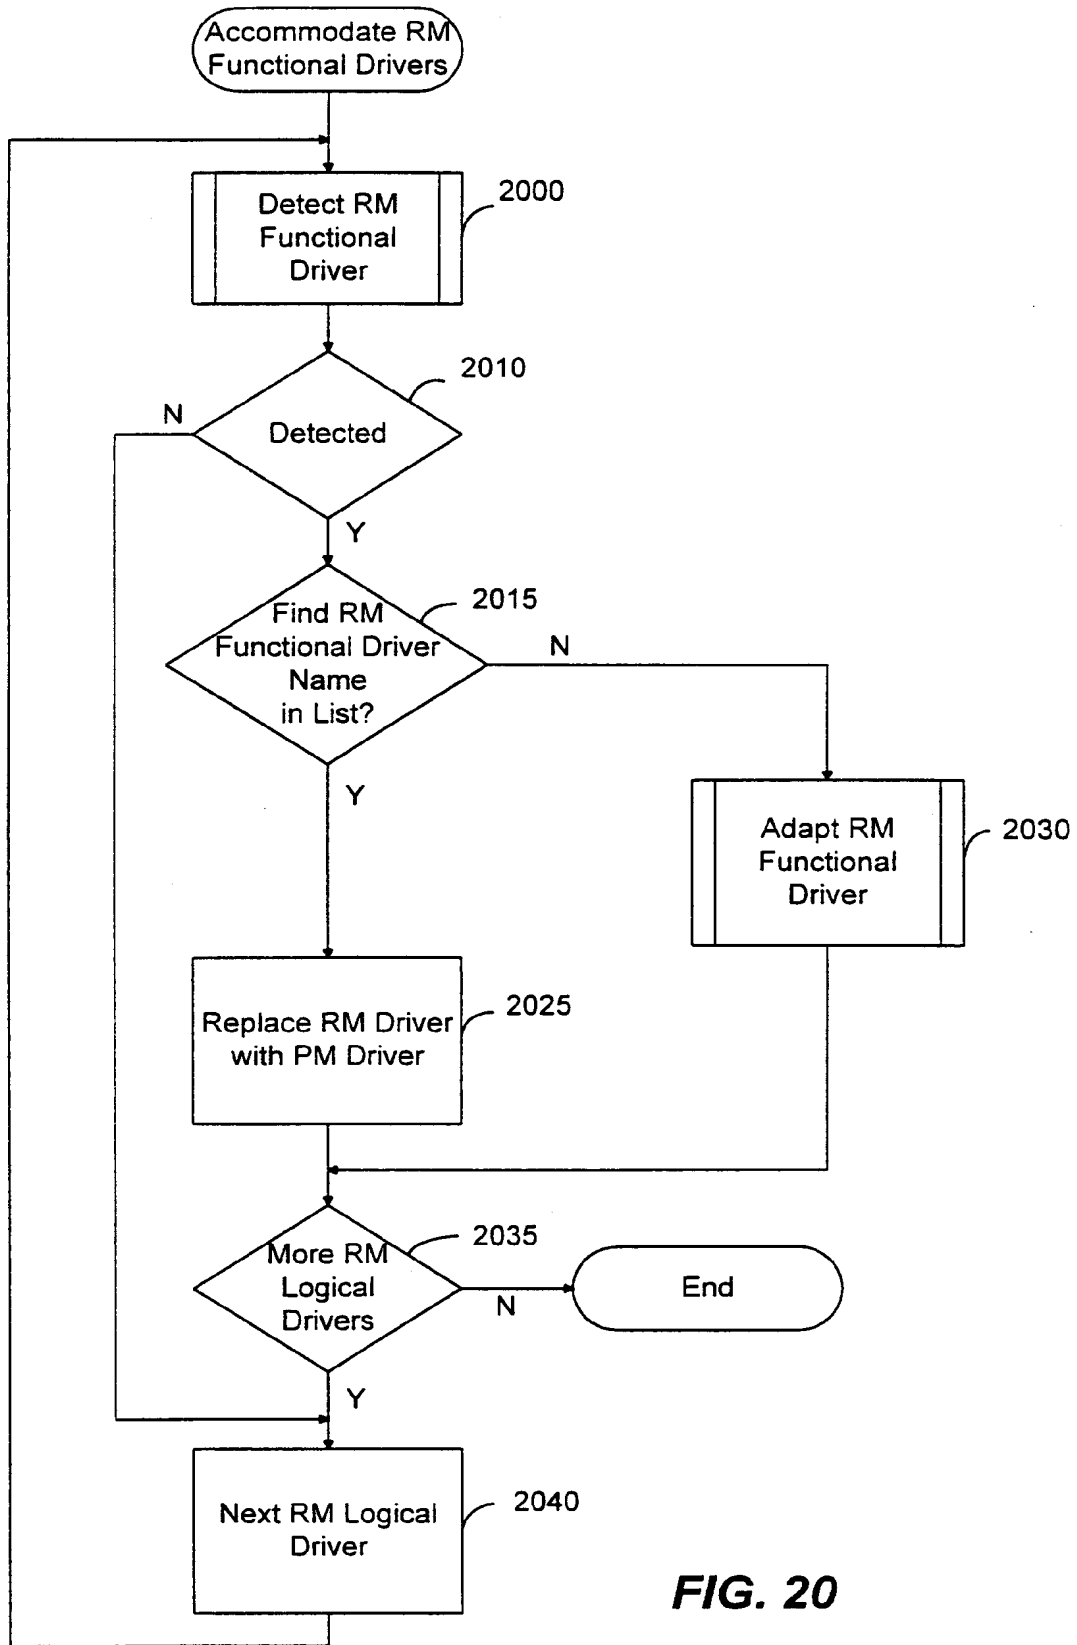 Accommodate RM
Functional Drivers
Detect RM
Functional
Driver
2000
2010
N
Detected
Y
2015
Find RM
Functional Driver
Name
in List?
N
Y
Adapt RM
Functional
Driver
2030
Replace RM Driver
with PM Driver
2025
2035
More RM
Logical
Drivers
N
End
Y
Next RM Logical
Driver
2040
FIG. 20